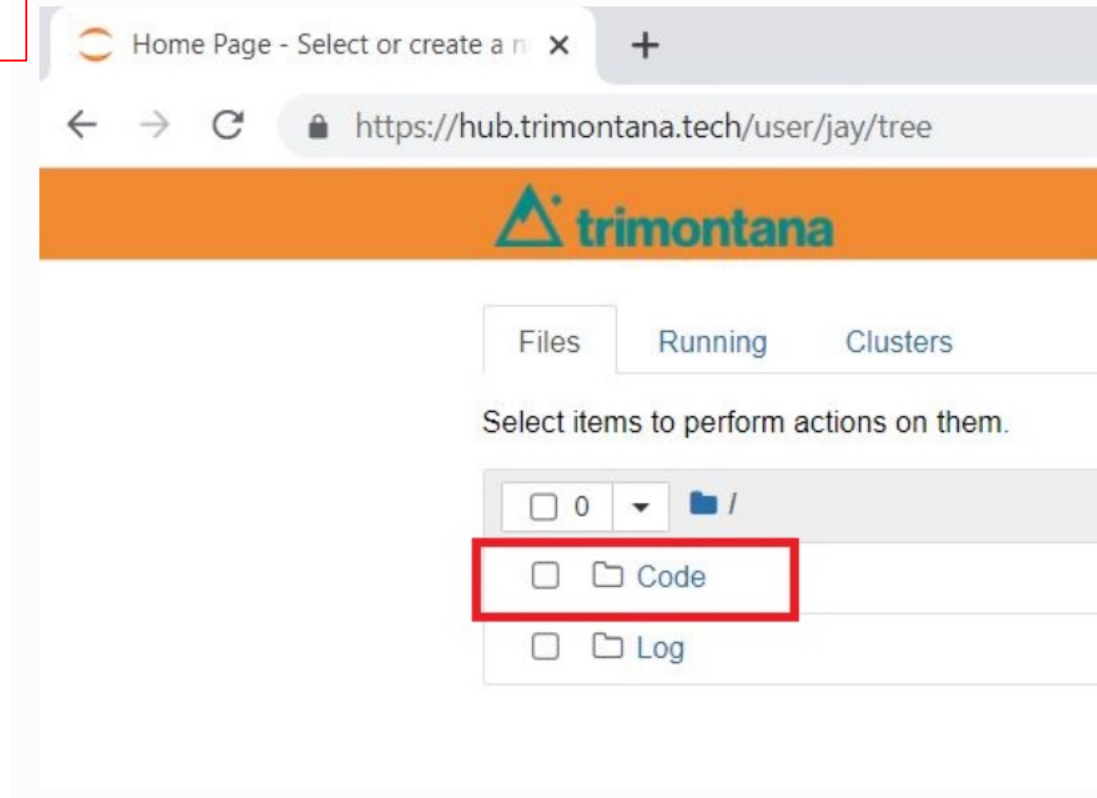 Home Page - Select or create a n
https://hub.trimontana.tech/user/jay/tree
trimontana
Files Running Clusters
Select items to perform actions on them.
0 /
Code
Log